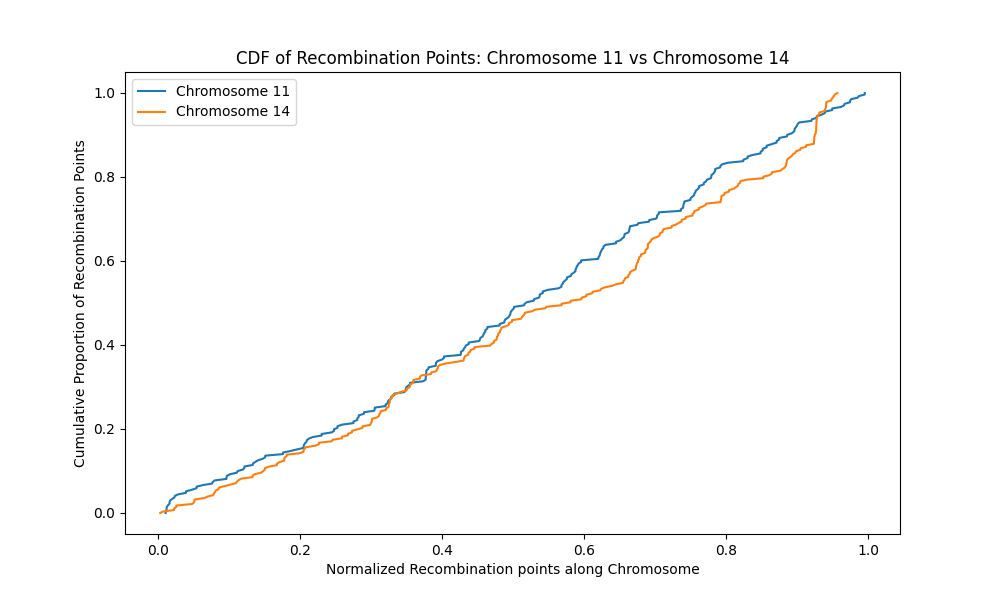 CDF of Recombination Points: Chromosome 11 vs Chromosome 14
Chromosome 11
Chromosome 14
Cumulative Proportion of Recombination Points
1.0
0.8
0.6
0.4
0.2
0.0
0.0 0.2 0.4 0.6 0.8 1.0
Normalized Recombination points along Chromosome